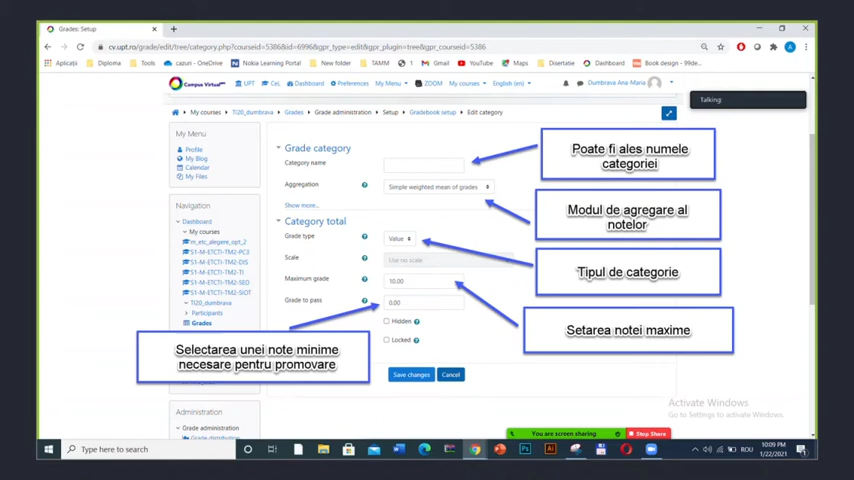 Grades: Setup
cv.upt.ro/grade/edit/tree/category.php?courseid=5386&id=6996&gpr_type=edit&gpr_plugin=tree&gpr_courseid=5386
Aplicații Diploma Tools cazuri - OneDrive Nokia Learning Portal New folder TAMM Gmail YouTube Maps Disertatie Dashboard Book design - 99de...
Campus Virtual UPT CeL Dashboard Preferences My Menu ZOOM My courses English (en) Dumbrava Ana-Maria
Talking:
My courses TI20_dumbrava Grades Grade administration Setup Gradebook setup Edit category
My Menu
Profile
My Blog
Calendar
My Files
Navigation
Dashboard
My courses
m_etc_alegere_opt_2
S1-M-ETCTI-TM2-PC3
S1-M-ETCTI-TM2-DIS
S1-M-ETCTI-TM2-TI
S1-M-ETCTI-TM2-SED
S1-M-ETCTI-TM2-SIOT
TI20_dumbrava
Participants
Grades
Administration
Grade administration
Grade distribution
Grade category
Category name
Aggregation
Simple weighted mean of grades
Show more...
Category total
Grade type
Value
Scale
Use no scale
Maximum grade
10.00
Grade to pass
0.00
Hidden
Locked
Save changes Cancel
Poate fi ales numele
categoriei
Modul de agregare al
notelor
Tipul de categorie
Setarea notei maxime
Selectarea unei note minime
necesare pentru promovare
Activate Windows
Go to Settings to activate Windows.
You are screen sharing Stop Share
Type here to search
ROU
10:09 PM
1/22/2021